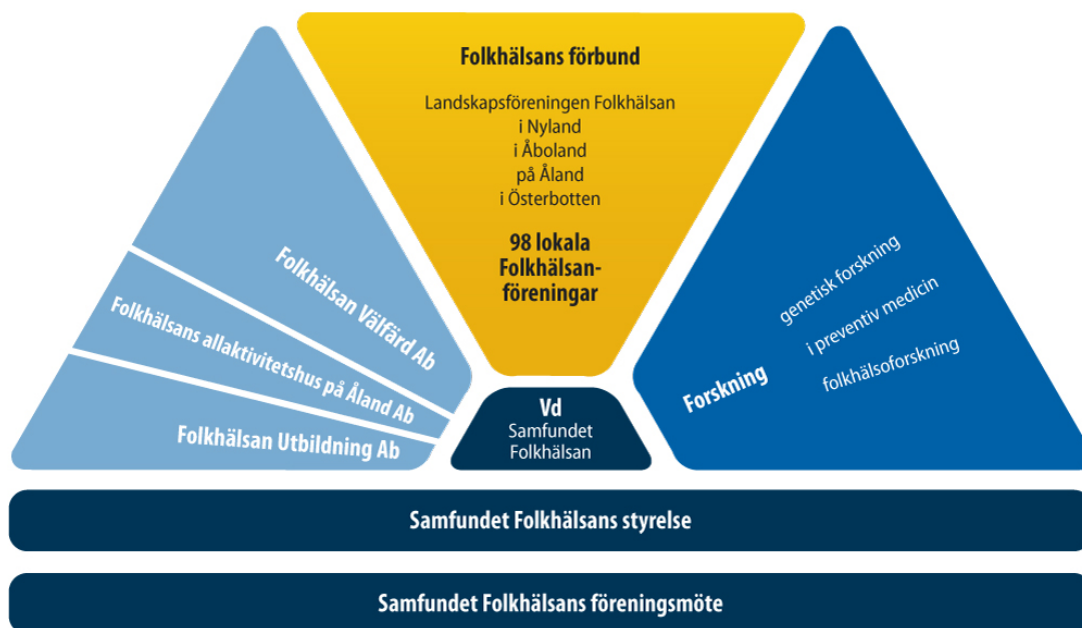 Folkhälsans förbund
Landskapsföreningen Folkhälsan
i Nyland
i Åboland
på Åland
i Österbotten
98 lokala
Folkhälsan-
föreningar
Folkhälsan Välfärd Ab
Folkhälsans allaktivitetshus på Åland Ab
Folkhälsan Utbildning Ab
Vd
Samfundet
Folkhälsan
Forskning
genetisk forskning
i preventiv medicin
folkhälsoforskning
Samfundet Folkhälsans styrelse
Samfundet Folkhälsans föreningsmöte